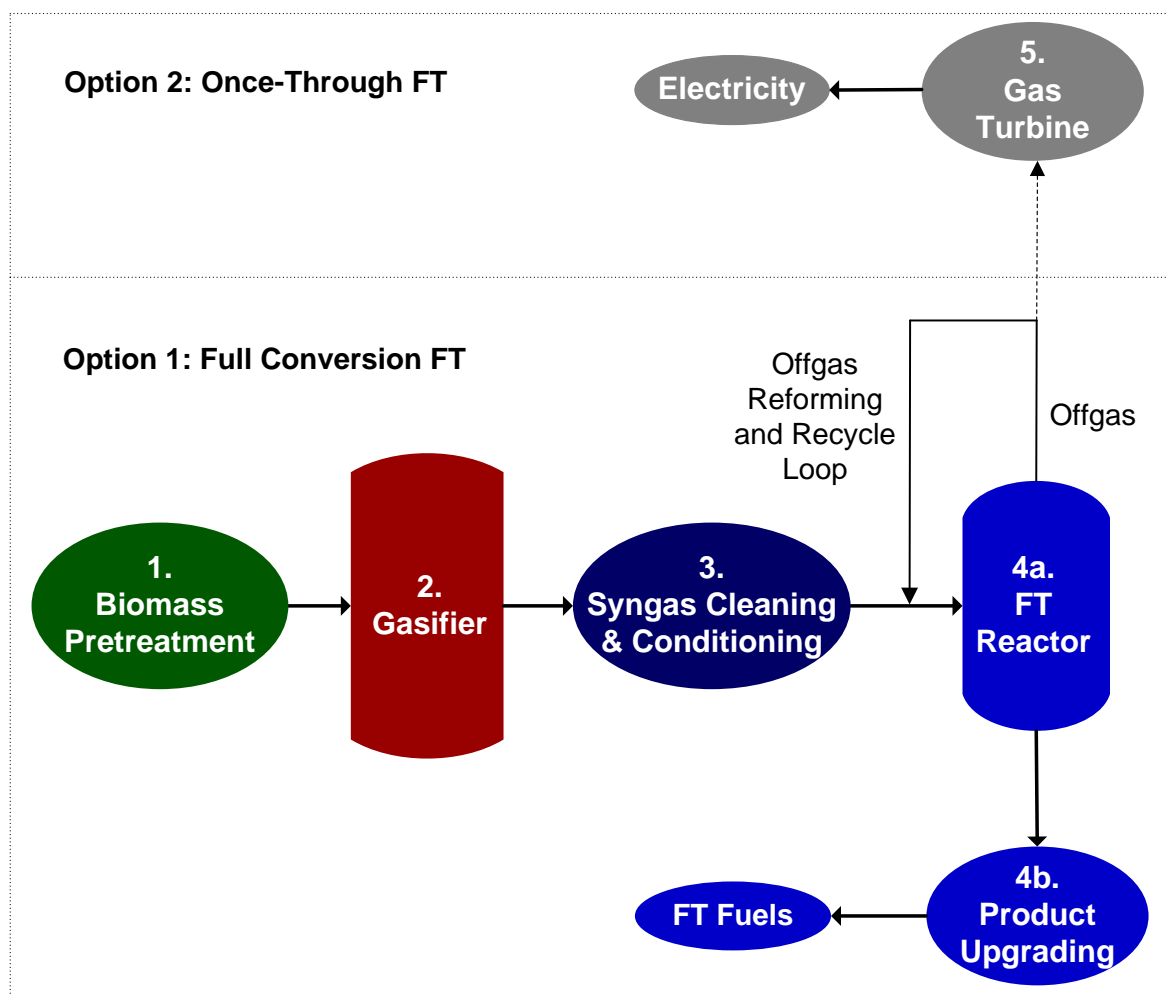 Option 2: Once-Through FT
Electricity
5.
Gas
Turbine
Option 1: Full Conversion FT
Offgas
Reforming
and Recycle
Loop
Offgas
1.
Biomass
Pretreatment
2.
Gasifier
3.
Syngas Cleaning
& Conditioning
4a.
FT
Reactor
FT Fuels
4b.
Product
Upgrading